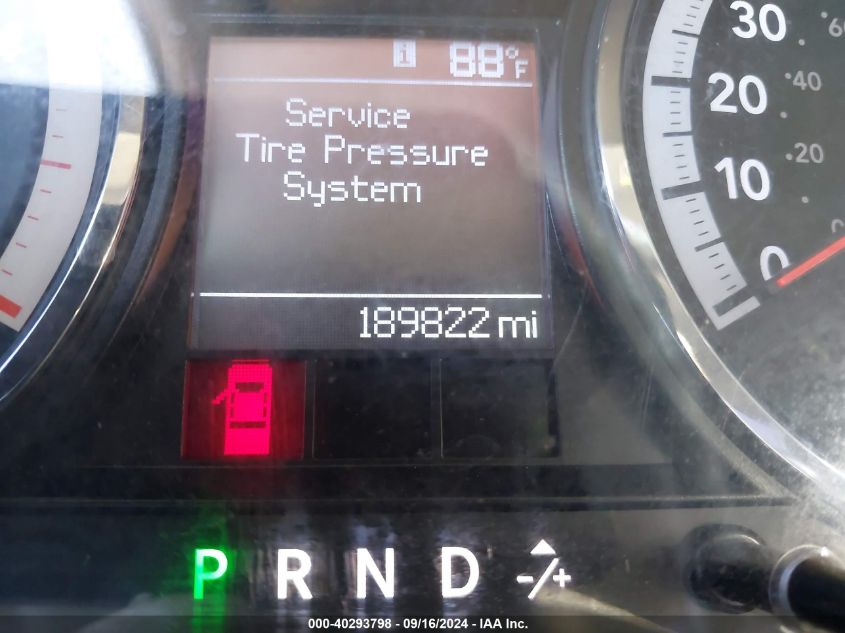 i 88°F
Service
Tire Pressure
System
189822 mi
30
20
10
0
60
40
20
0
P R N D -/+
000-40293798 - 09/16/2024 - IAA Inc.